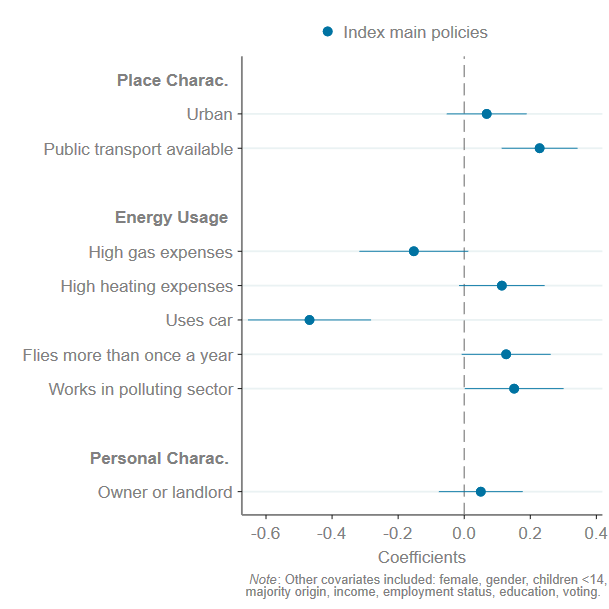 Index main policies
Place Charac.
Urban
Public transport available
Energy Usage
High gas expenses
High heating expenses
Uses car
Flies more than once a year
Works in polluting sector
Personal Charac.
Owner or landlord
-0.6 -0.4 -0.2 0.0 0.2 0.4
Coefficients
Note: Other covariates included: female, gender, children <14,
majority origin, income, employment status, education, voting.